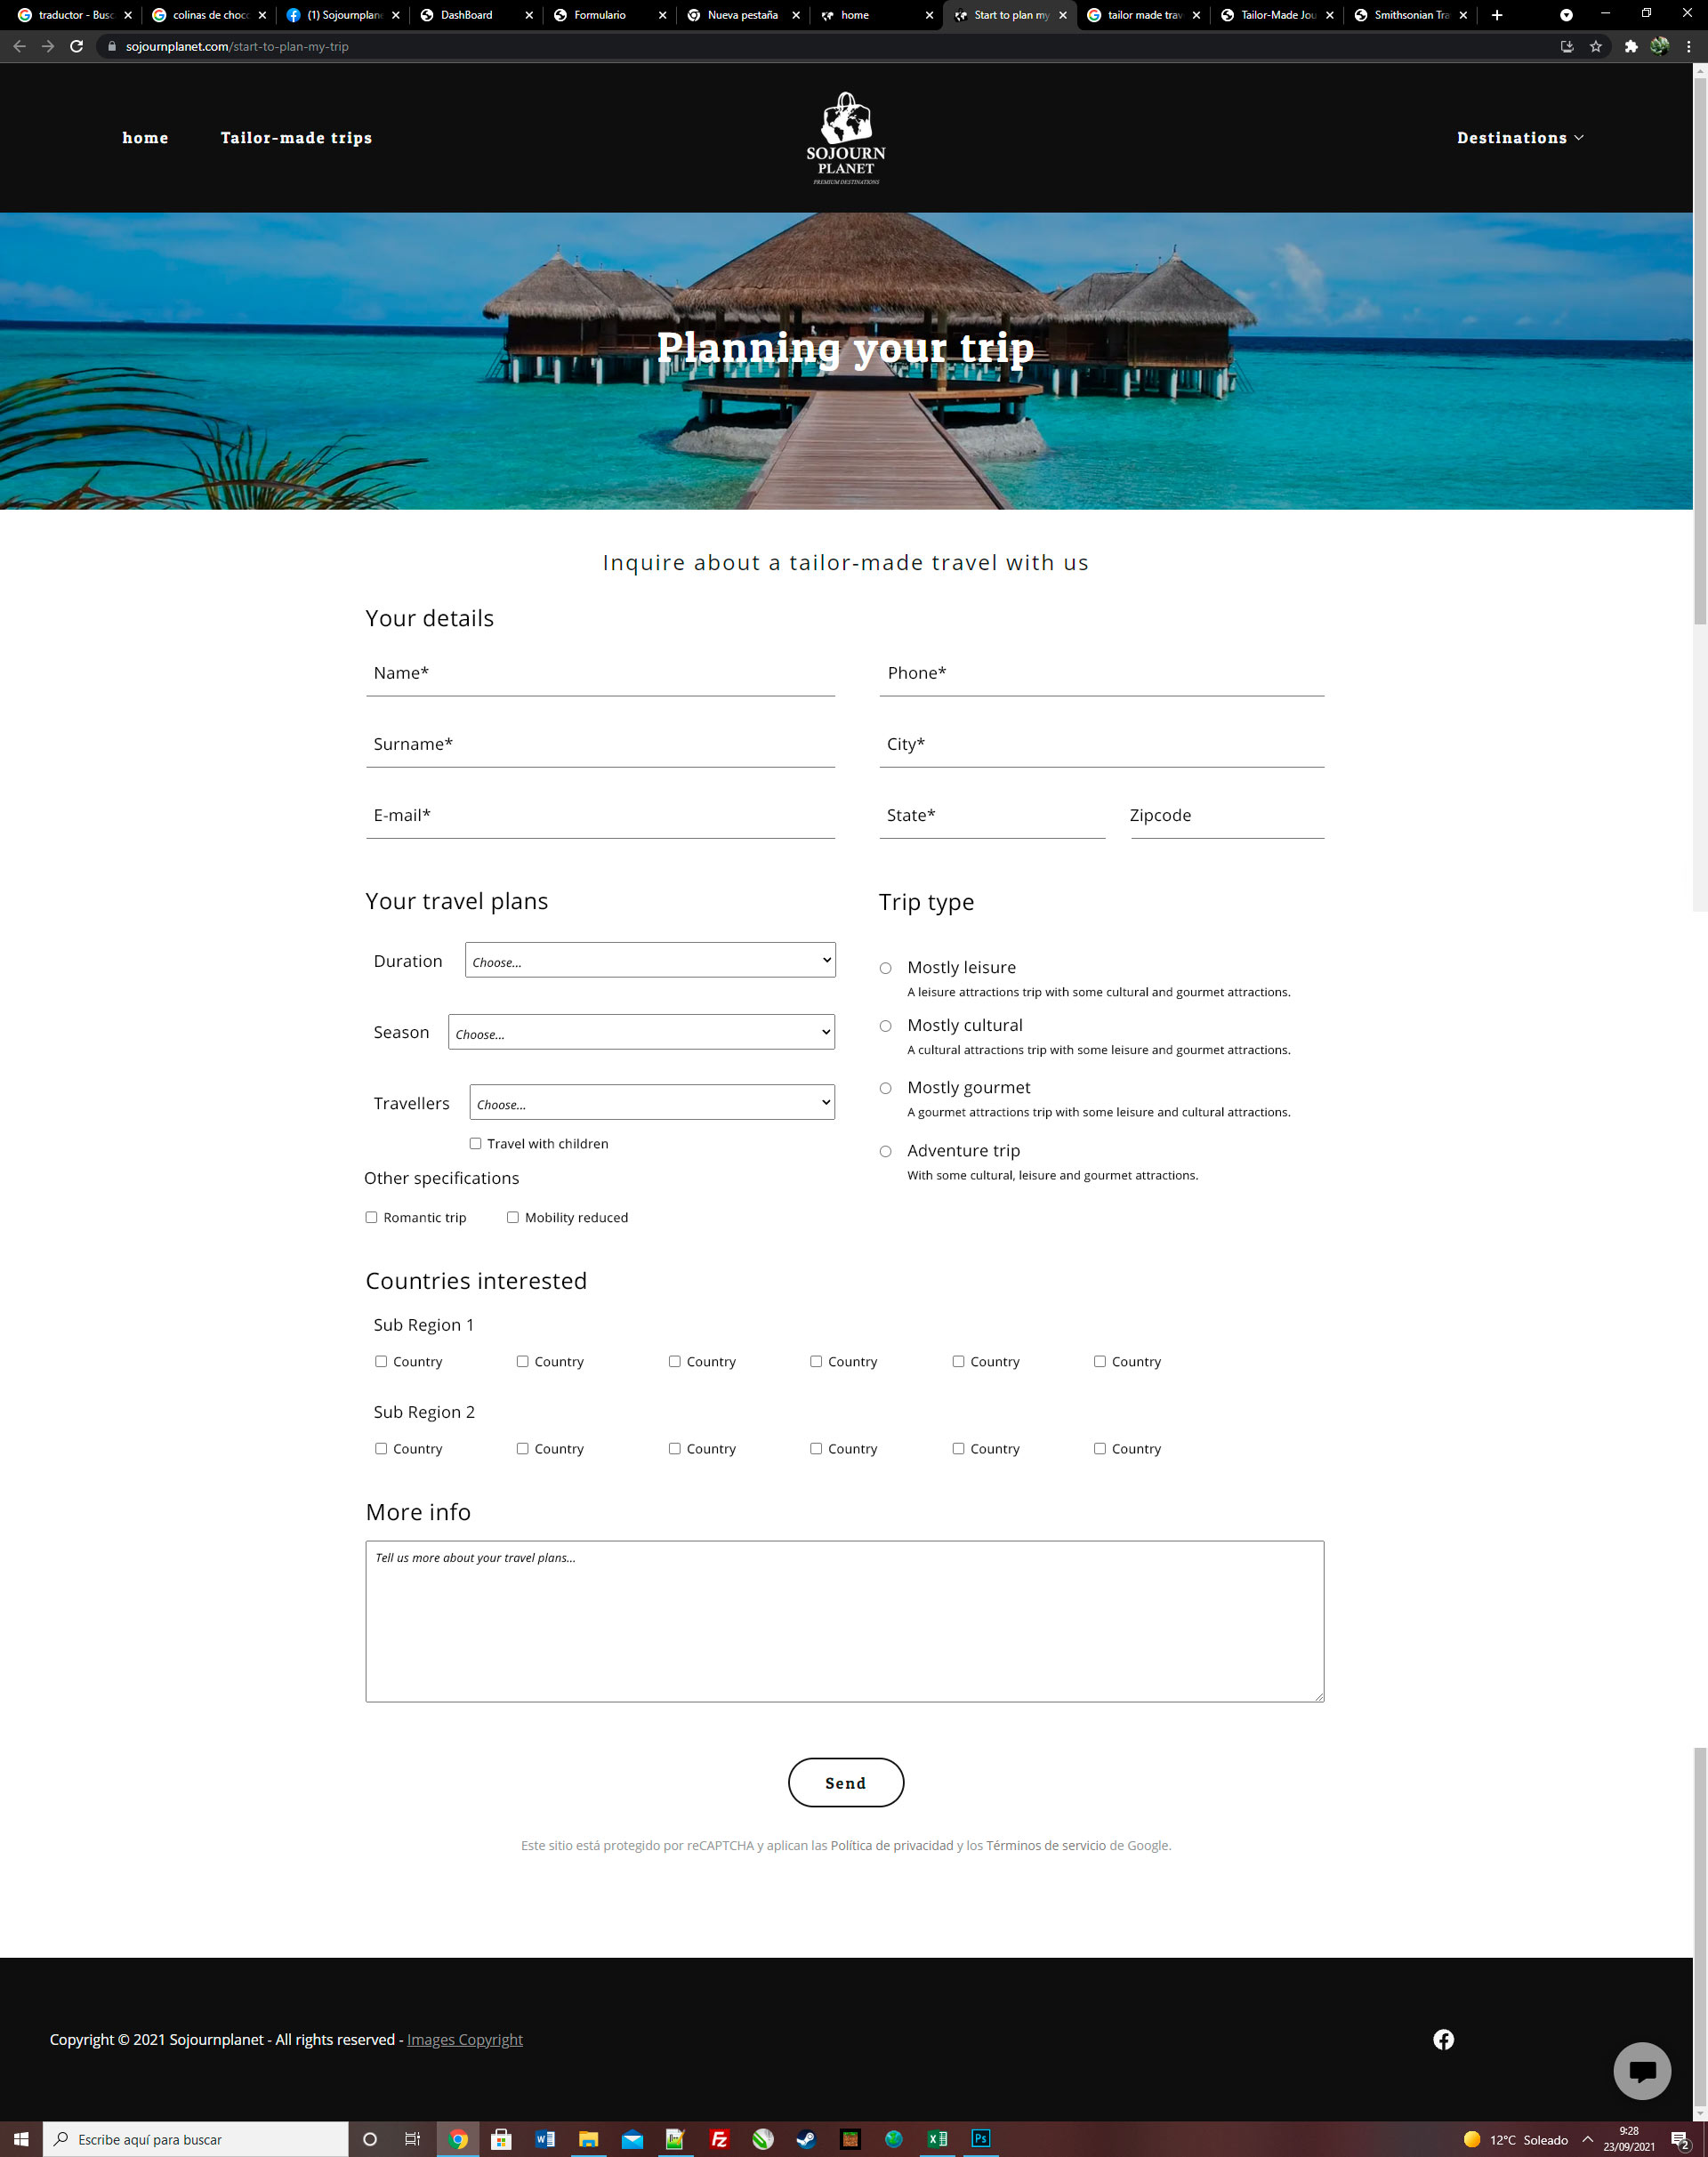 traductor - Busc
colinas de choco
(1) Sojournplane
DashBoard
Formulario
Nueva pestaña
home
Start to plan my
tailor made trav
Tailor-Made Jou
Smithsonian Tra
sojournplanet.com/start-to-plan-my-trip
home
Tailor-made trips
SOJOURN
PLANET
PREMIUM DESTINATIONS
Destinations
Planning your trip
Inquire about a tailor-made travel with us
Your details
Name*
Phone*
Surname*
City*
E-mail*
State*
Zipcode
Your travel plans
Duration
Choose...
Season
Choose...
Travellers
Choose...
Travel with children
Other specifications
Romantic trip
Mobility reduced
Trip type
Mostly leisure
A leisure attractions trip with some cultural and gourmet attractions.
Mostly cultural
A cultural attractions trip with some leisure and gourmet attractions.
Mostly gourmet
A gourmet attractions trip with some leisure and cultural attractions.
Adventure trip
With some cultural, leisure and gourmet attractions.
Countries interested
Sub Region 1
Country Country Country Country Country Country
Sub Region 2
Country Country Country Country Country Country
More info
Tell us more about your travel plans...
Send
Este sitio está protegido por reCAPTCHA y aplican las Política de privacidad y los Términos de servicio de Google.
Copyright © 2021 Sojournplanet - All rights reserved - Images Copyright
Escribe aquí para buscar
Ps
12°C Soleado
9:28
23/09/2021
2